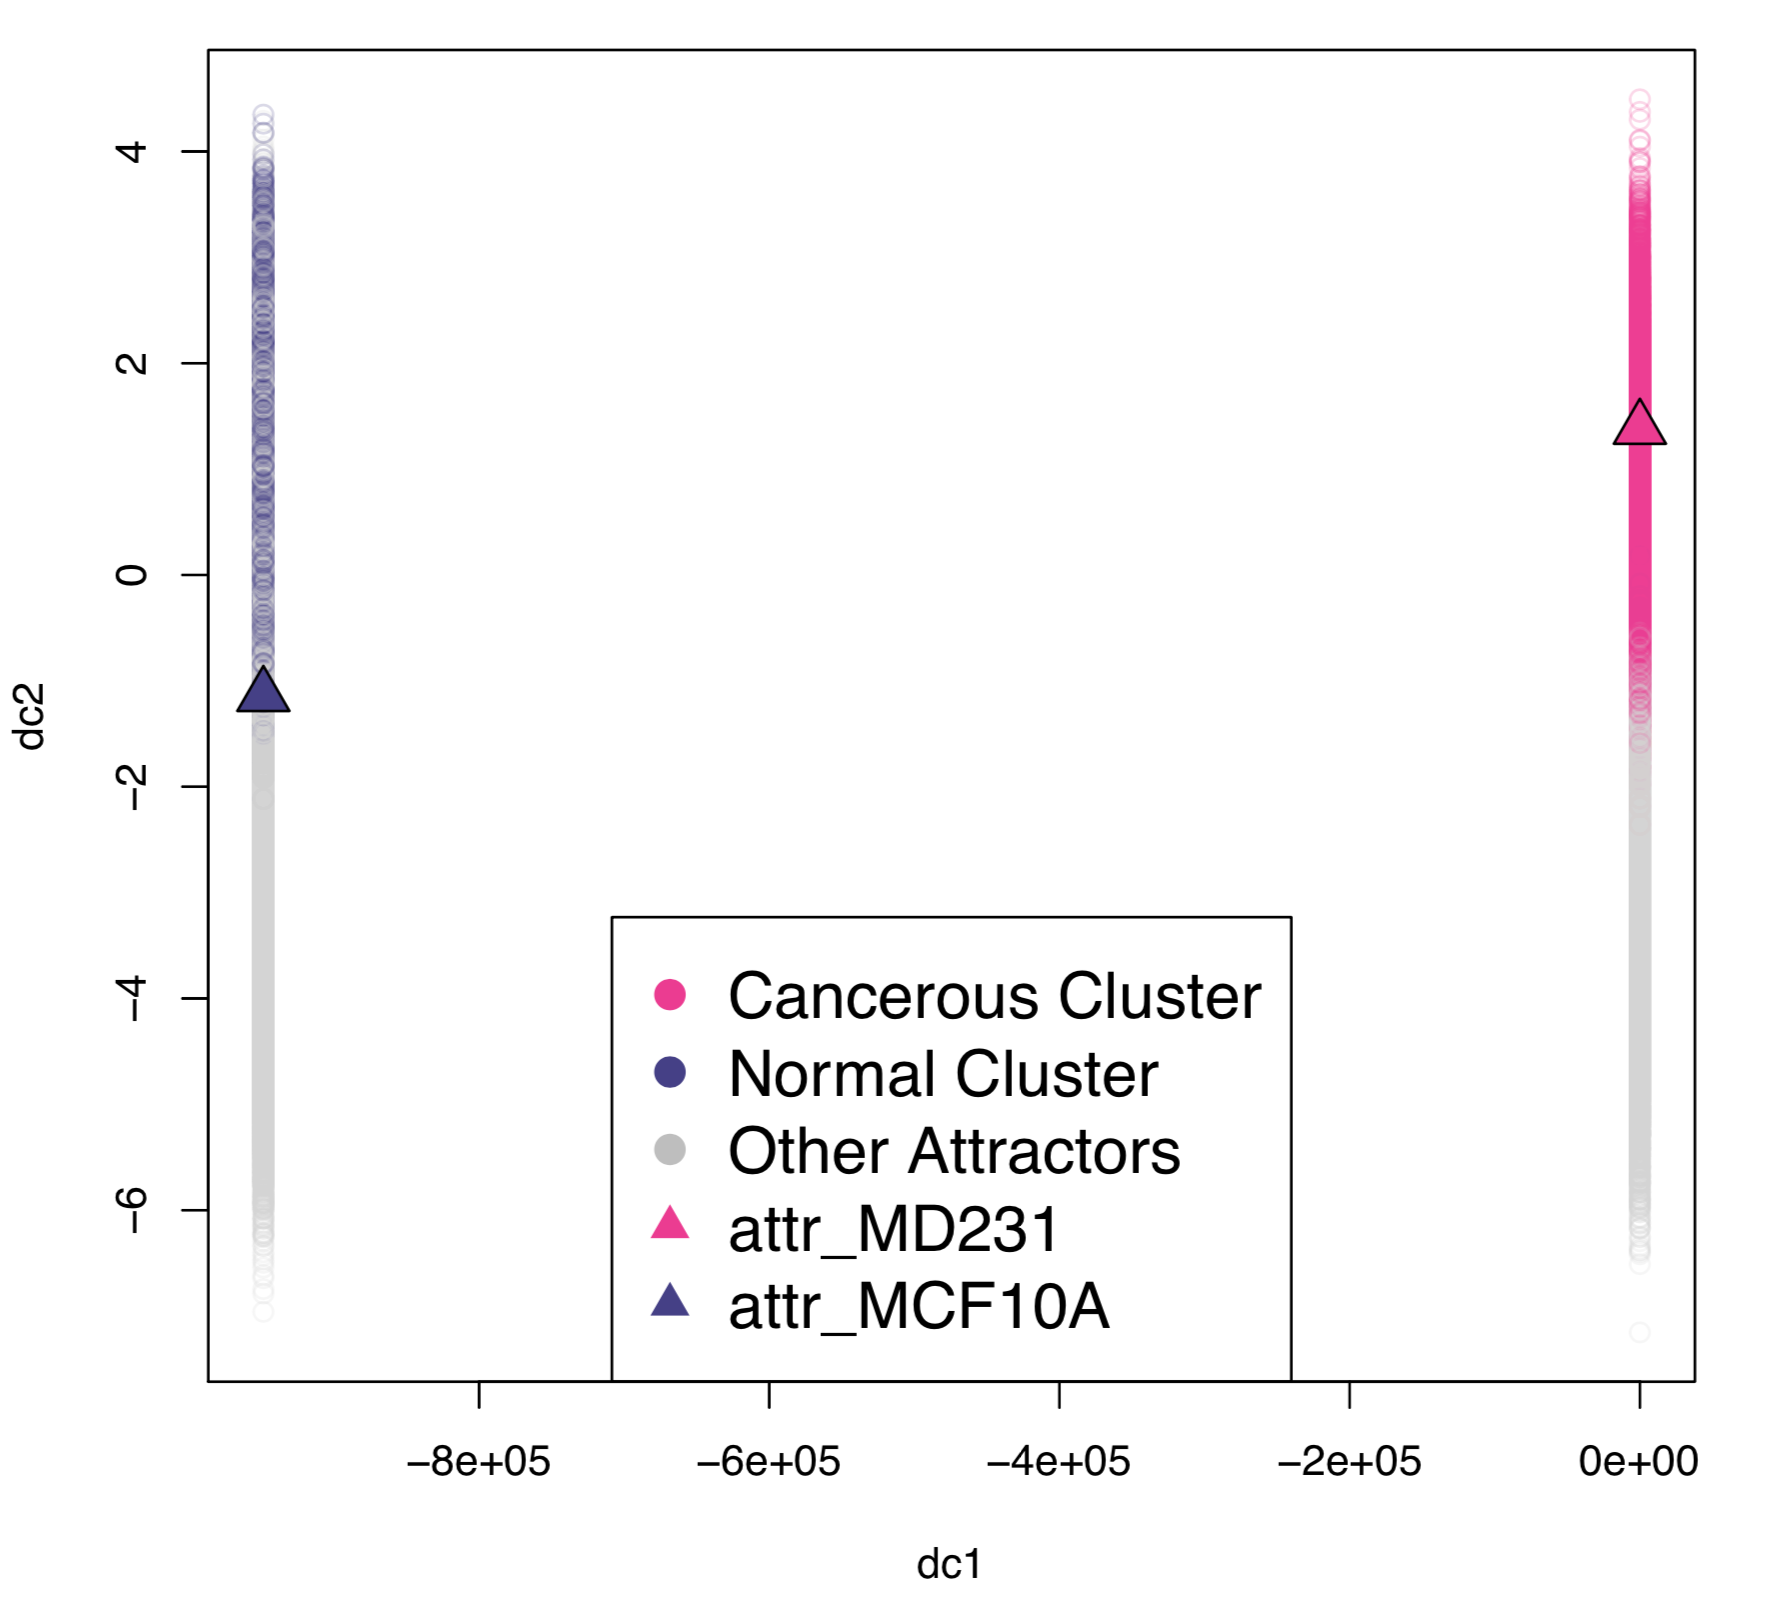 4
2
0
−2
−4
−6
dc2
Cancerous Cluster
Normal Cluster
Other Attractors
attr_MD231
attr_MCF10A
−8e+05 −6e+05 −4e+05 −2e+05 0e+00
dc1